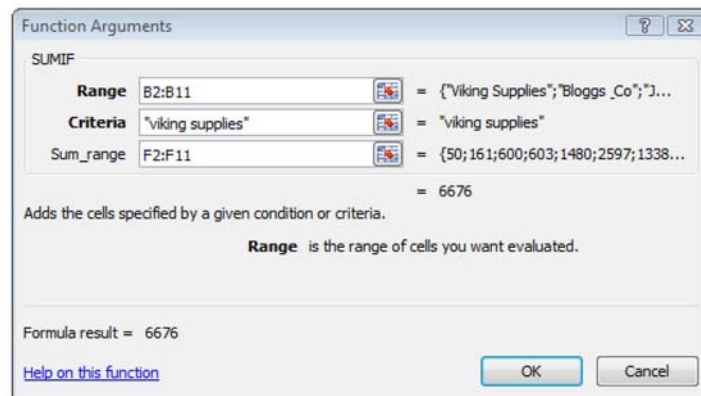 Function Arguments
SUMIF
Range B2:B11 = {"Viking Supplies";"Bloggs _Co";"J...
Criteria "viking supplies" = "viking supplies"
Sum_range F2:F11 = {50;161;600;603;1480;2597;1338...
= 6676
Adds the cells specified by a given condition or criteria.
Range is the range of cells you want evaluated.
Formula result = 6676
Help on this function OK Cancel